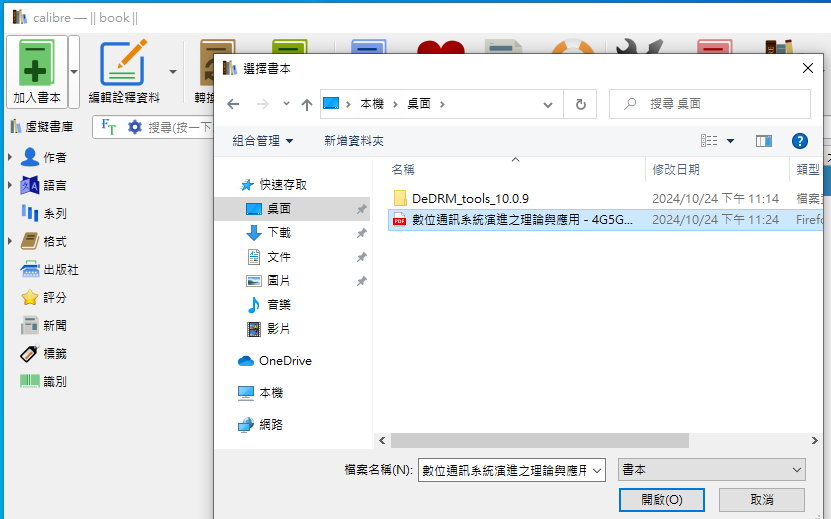 calibre — || book ||
加入書本
編輯詮釋資料
虛擬書庫
搜尋(按一下
作者
語言
系列
格式
出版社
評分
新聞
標籤
識別
選擇書本
本機
桌面
搜尋 桌面
組合管理
新增資料夾
名稱
修改日期
類型
快速存取
桌面
下載
文件
圖片
音樂
影片
OneDrive
本機
網路
DeDRM_tools_10.0.9
2024/10/24 下午 11:14
檔案
數位通訊系統演進之理論與應用 - 4G5G...
2024/10/24 下午 11:24
Firefo
檔案名稱(N):
數位通訊系統演進之理論與應用
書本
開啟(O)
取消